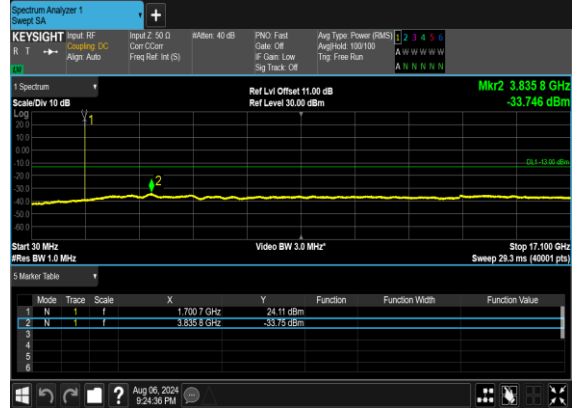 Spectrum Analyzer 1
Swept SA
+
KEYSIGHT Input: RF Input Z: 50 Ω #Atten: 40 dB PNO: Fast Avg Type: Power (RMS) 1 2 3 4 5 6
R T Coupling: DC Corr CCorr Gate: Off Avg|Hold: 100/100 A W W W W W
Align: Auto Freq Ref: Int (S) IF Gain: Low Trig: Free Run
Sig Track: Off A N N N N N
1 Spectrum Ref Lvl Offset 11.00 dB Mkr2 3.835 8 GHz
Scale/Div 10 dB Ref Level 30.00 dBm -33.746 dBm
Log
20.0
10.0
0.00
-10.0
-20.0
-30.0
-40.0
-50.0
-60.0
1
2
DL1 -13.00 dBm
Start 30 MHz Video BW 3.0 MHz* Stop 17.100 GHz
#Res BW 1.0 MHz Sweep 29.3 ms (40001 pts)
5 Marker Table
Mode Trace Scale X Y Function Function Width Function Value
1 N 1 f 1.700 7 GHz 24.11 dBm
2 N 1 f 3.835 8 GHz -33.75 dBm
3
4
5
6
? Aug 06, 2024
9:24:36 PM